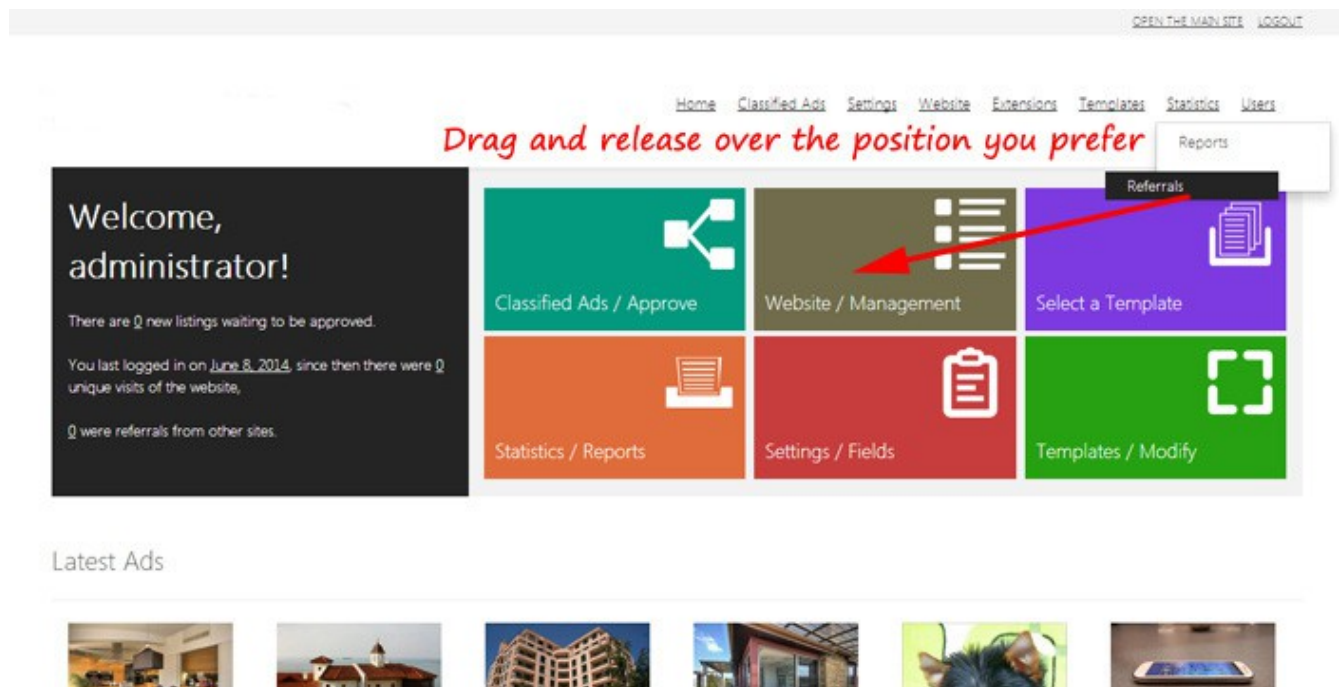 OPEN THE MAIN SITE LOGOUT
Home Classified Ads Settings Website Extensions Templates Statistics Users
Drag and release over the position you prefer
Reports
Referrals
Welcome,
administrator!
There are 0 new listings waiting to be approved.
You last logged in on June 8, 2014, since then there were 0
unique visits of the website,
0 were referrals from other sites.
Classified Ads / Approve
Website / Management
Select a Template
Statistics / Reports
Settings / Fields
Templates / Modify
Latest Ads